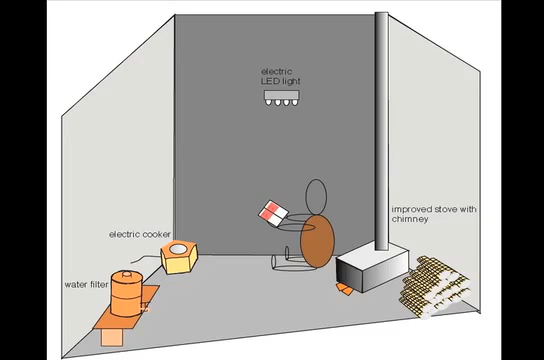 electric
LED light
improved stove with
chimney
electric cooker
water filter